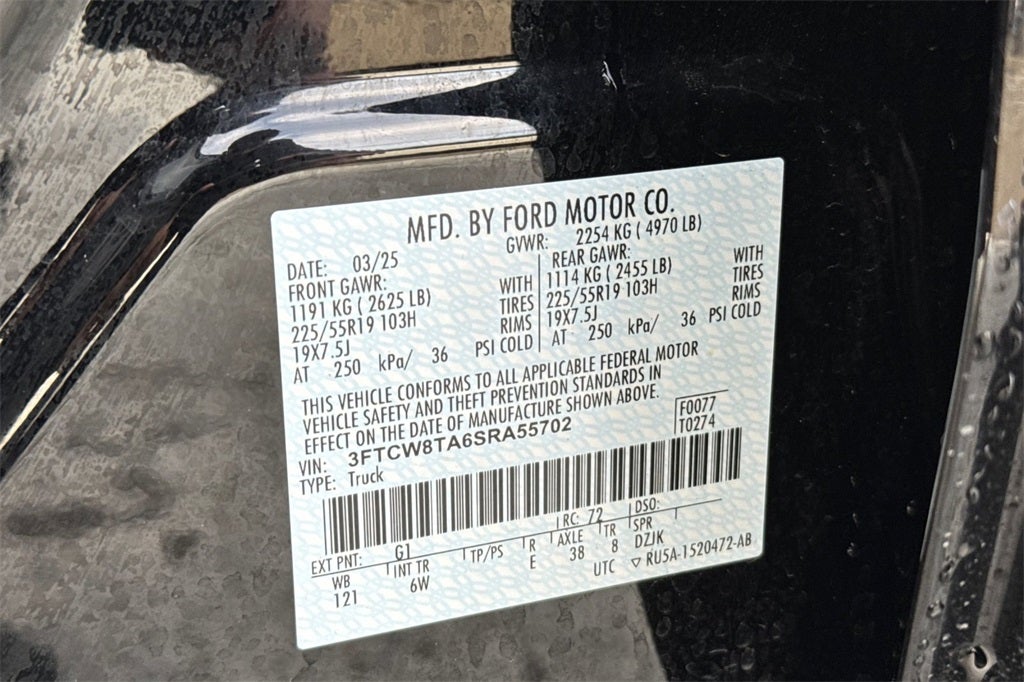 MFD. BY FORD MOTOR CO.
DATE: 03/25 GVWR: 2254 KG ( 4970 LB)
FRONT GAWR: WITH REAR GAWR: WITH
1191 KG ( 2625 LB) TIRES 1114 KG ( 2455 LB) TIRES
225/55R19 103H RIMS 225/55R19 103H RIMS
19X7.5J 19X7.5J
AT 250 kPa/ 36 PSI COLD AT 250 kPa/ 36 PSI COLD
THIS VEHICLE CONFORMS TO ALL APPLICABLE FEDERAL MOTOR
VEHICLE SAFETY AND THEFT PREVENTION STANDARDS IN
EFFECT ON THE DATE OF MANUFACTURE SHOWN ABOVE.
VIN: 3FTCW8TA6SRA55702 F0077
TYPE: Truck T0274
EXT PNT: G1 RC: 72 DSO:
WB INT TR TP/PS R AXLE TR SPR
121 6W E 38 8 DZJK
UTC ▽ RU5A-1520472-AB